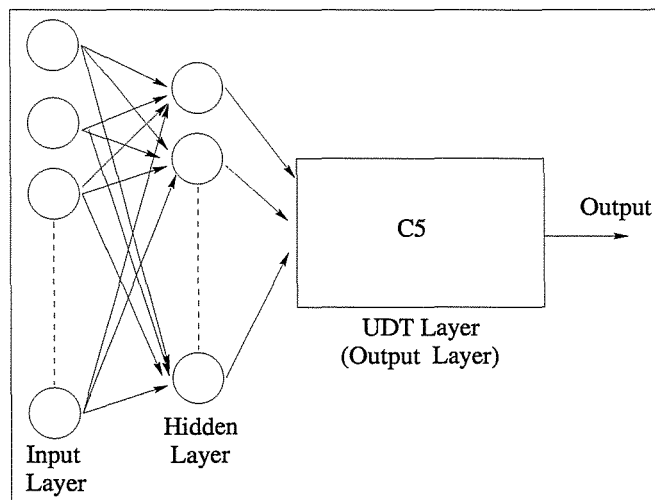 C5
Output
UDT Layer
(Output Layer)
Hidden
Layer
Input
Layer